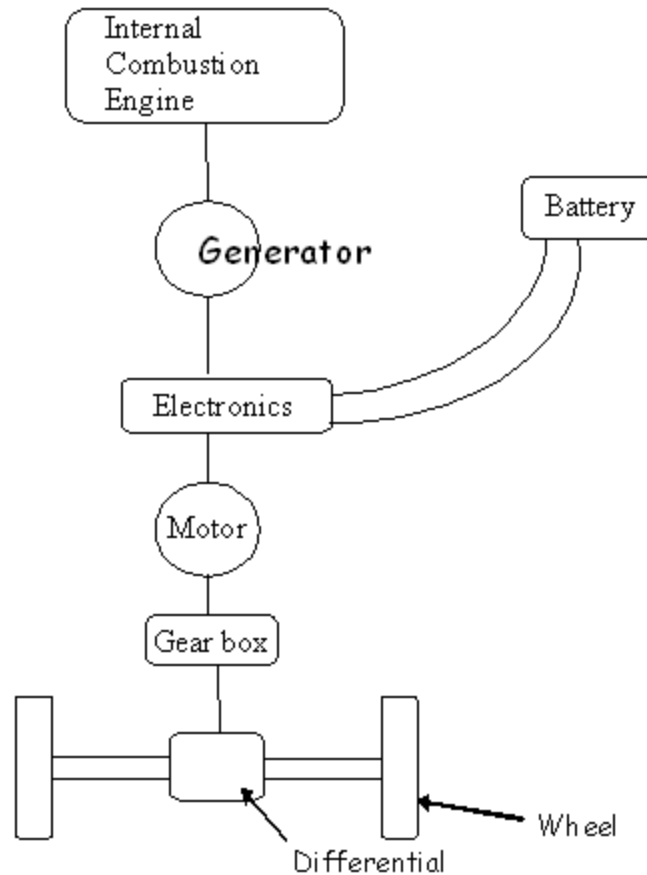 Internal
Combustion
Engine
Battery
Generator
Electronics
Motor
Gear box
Wheel
Differential